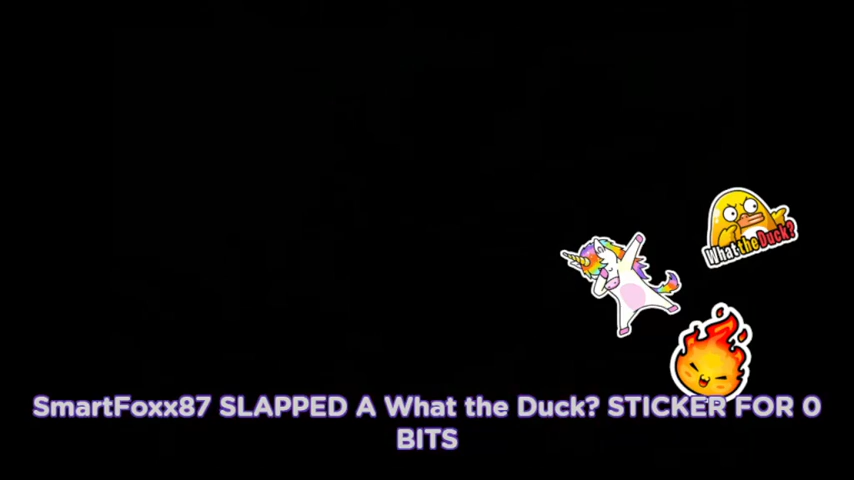 What the Duck?
SmartFoxx87 SLAPPED A What the Duck? STICKER FOR 0
BITS